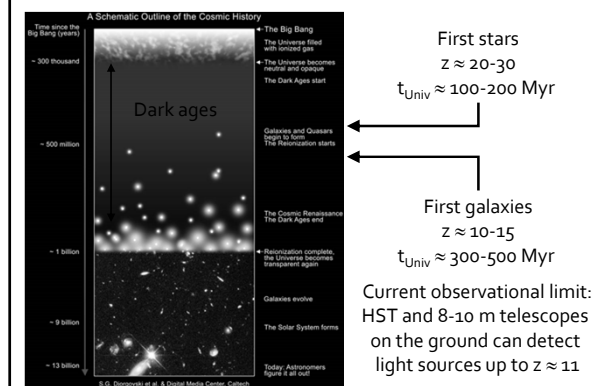 A Schematic Outline of the Cosmic History
Time since the
Big Bang (years)
The Big Bang
The Universe filled
with ionized gas
~ 300 thousand
The Universe becomes
neutral and opaque
The Dark Ages start
Dark ages
Galaxies and Quasars
begin to form
The Reionization starts
~ 500 million
The Cosmic Renaissance
The Dark Ages end
~ 1 billion
Reionization complete,
the Universe becomes
transparent again
Galaxies evolve
~ 9 billion
The Solar System forms
~ 13 billion
Today: Astronomers
figure it all out!
S.G. Djorgovski et al. & Digital Media Center, Caltech
First stars
z ≈ 20-30
tUniv ≈ 100-200 Myr
First galaxies
z ≈ 10-15
tUniv ≈ 300-500 Myr
Current observational limit:
HST and 8-10 m telescopes
on the ground can detect
light sources up to z ≈ 11